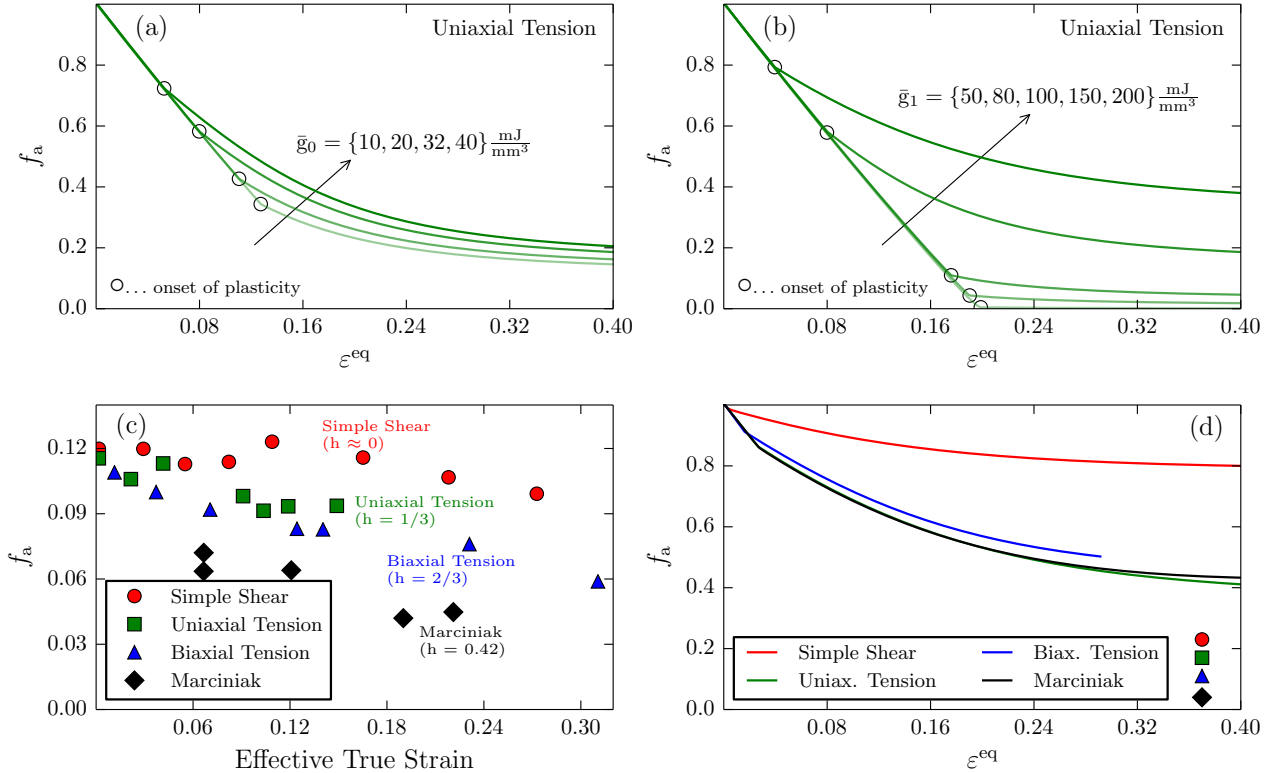 (a)
Uniaxial Tension
ḡ₀ = {10, 20, 32, 40} mJ/mm³
○... onset of plasticity
fₐ
0.8
0.6
0.4
0.2
0.0
0.08 0.16 0.24 0.32 0.40
ε^eq
(b)
Uniaxial Tension
ḡ₁ = {50, 80, 100, 150, 200} mJ/mm³
○... onset of plasticity
fₐ
0.8
0.6
0.4
0.2
0.0
0.08 0.16 0.24 0.32 0.40
ε^eq
(c)
Simple Shear
(h ≈ 0)
Uniaxial Tension
(h = 1/3)
Biaxial Tension
(h = 2/3)
Marciniak
(h = 0.42)
Simple Shear
Uniaxial Tension
Biaxial Tension
Marciniak
fₐ
0.12
0.09
0.06
0.03
0.00
0.06 0.12 0.18 0.24 0.30
Effective True Strain
(d)
fₐ
0.8
0.6
0.4
0.2
0.0
Simple Shear
Uniax. Tension
Biax. Tension
Marciniak
0.08 0.16 0.24 0.32 0.40
ε^eq